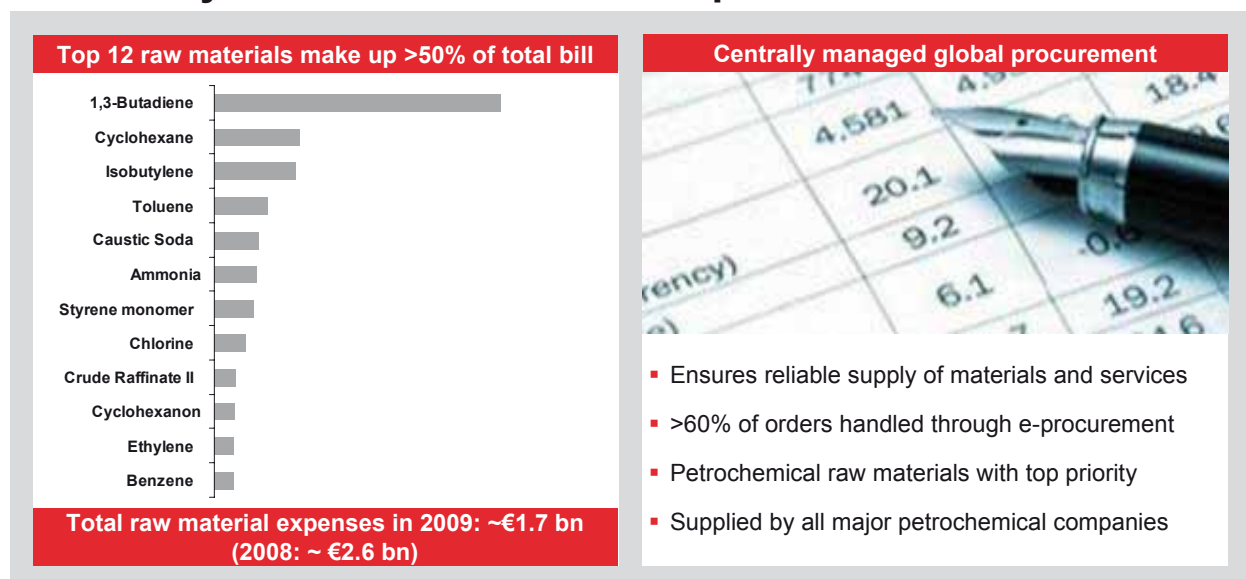 Top 12 raw materials make up >50% of total bill
1,3-Butadiene
Cyclohexane
Isobutylene
Toluene
Caustic Soda
Ammonia
Styrene monomer
Chlorine
Crude Raffinate II
Cyclohexanon
Ethylene
Benzene
Total raw material expenses in 2009: ~€1.7 bn
(2008: ~ €2.6 bn)
Centrally managed global procurement
4,581
18.4
20.1
9.2
rency)
6.1
19.2
▪ Ensures reliable supply of materials and services
▪ >60% of orders handled through e-procurement
▪ Petrochemical raw materials with top priority
▪ Supplied by all major petrochemical companies